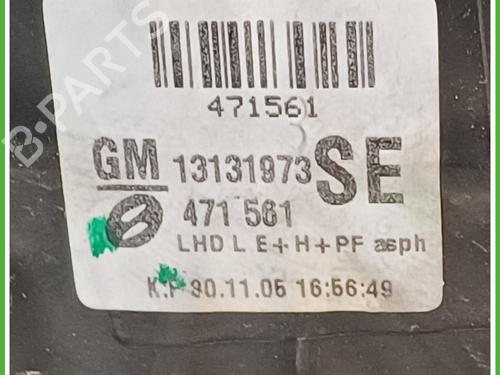 B-PARTS
471561
GM 13131973 SE
471 561
LHD L E+H+PF asph
K.F 30.11.05 16:56:49